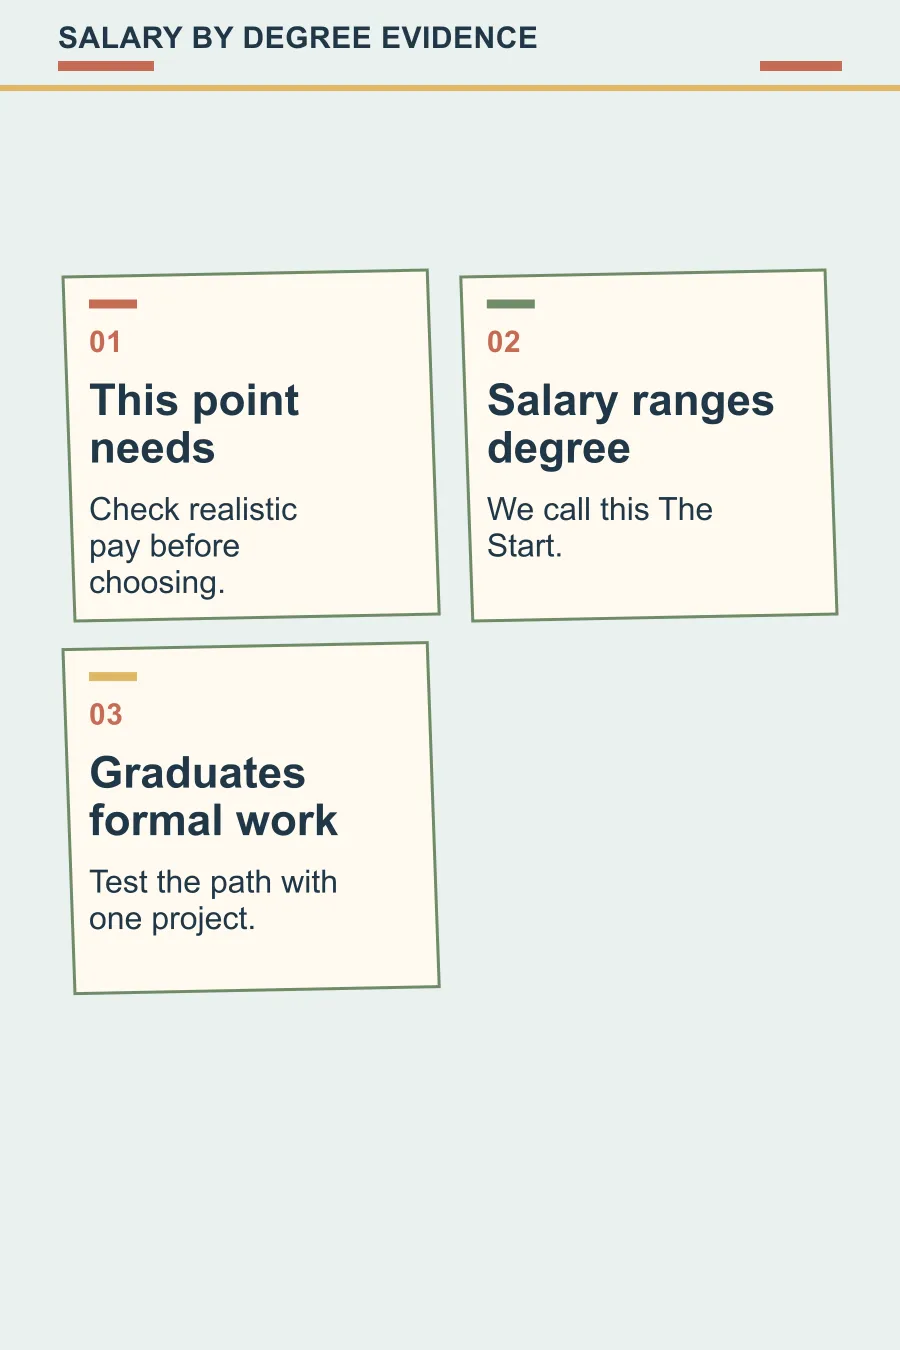 SALARY BY DEGREE EVIDENCE
01
This point
needs
Check realistic
pay before
choosing.
02
Salary ranges
degree
We call this The
Start.
03
Graduates
formal work
Test the path with
one project.